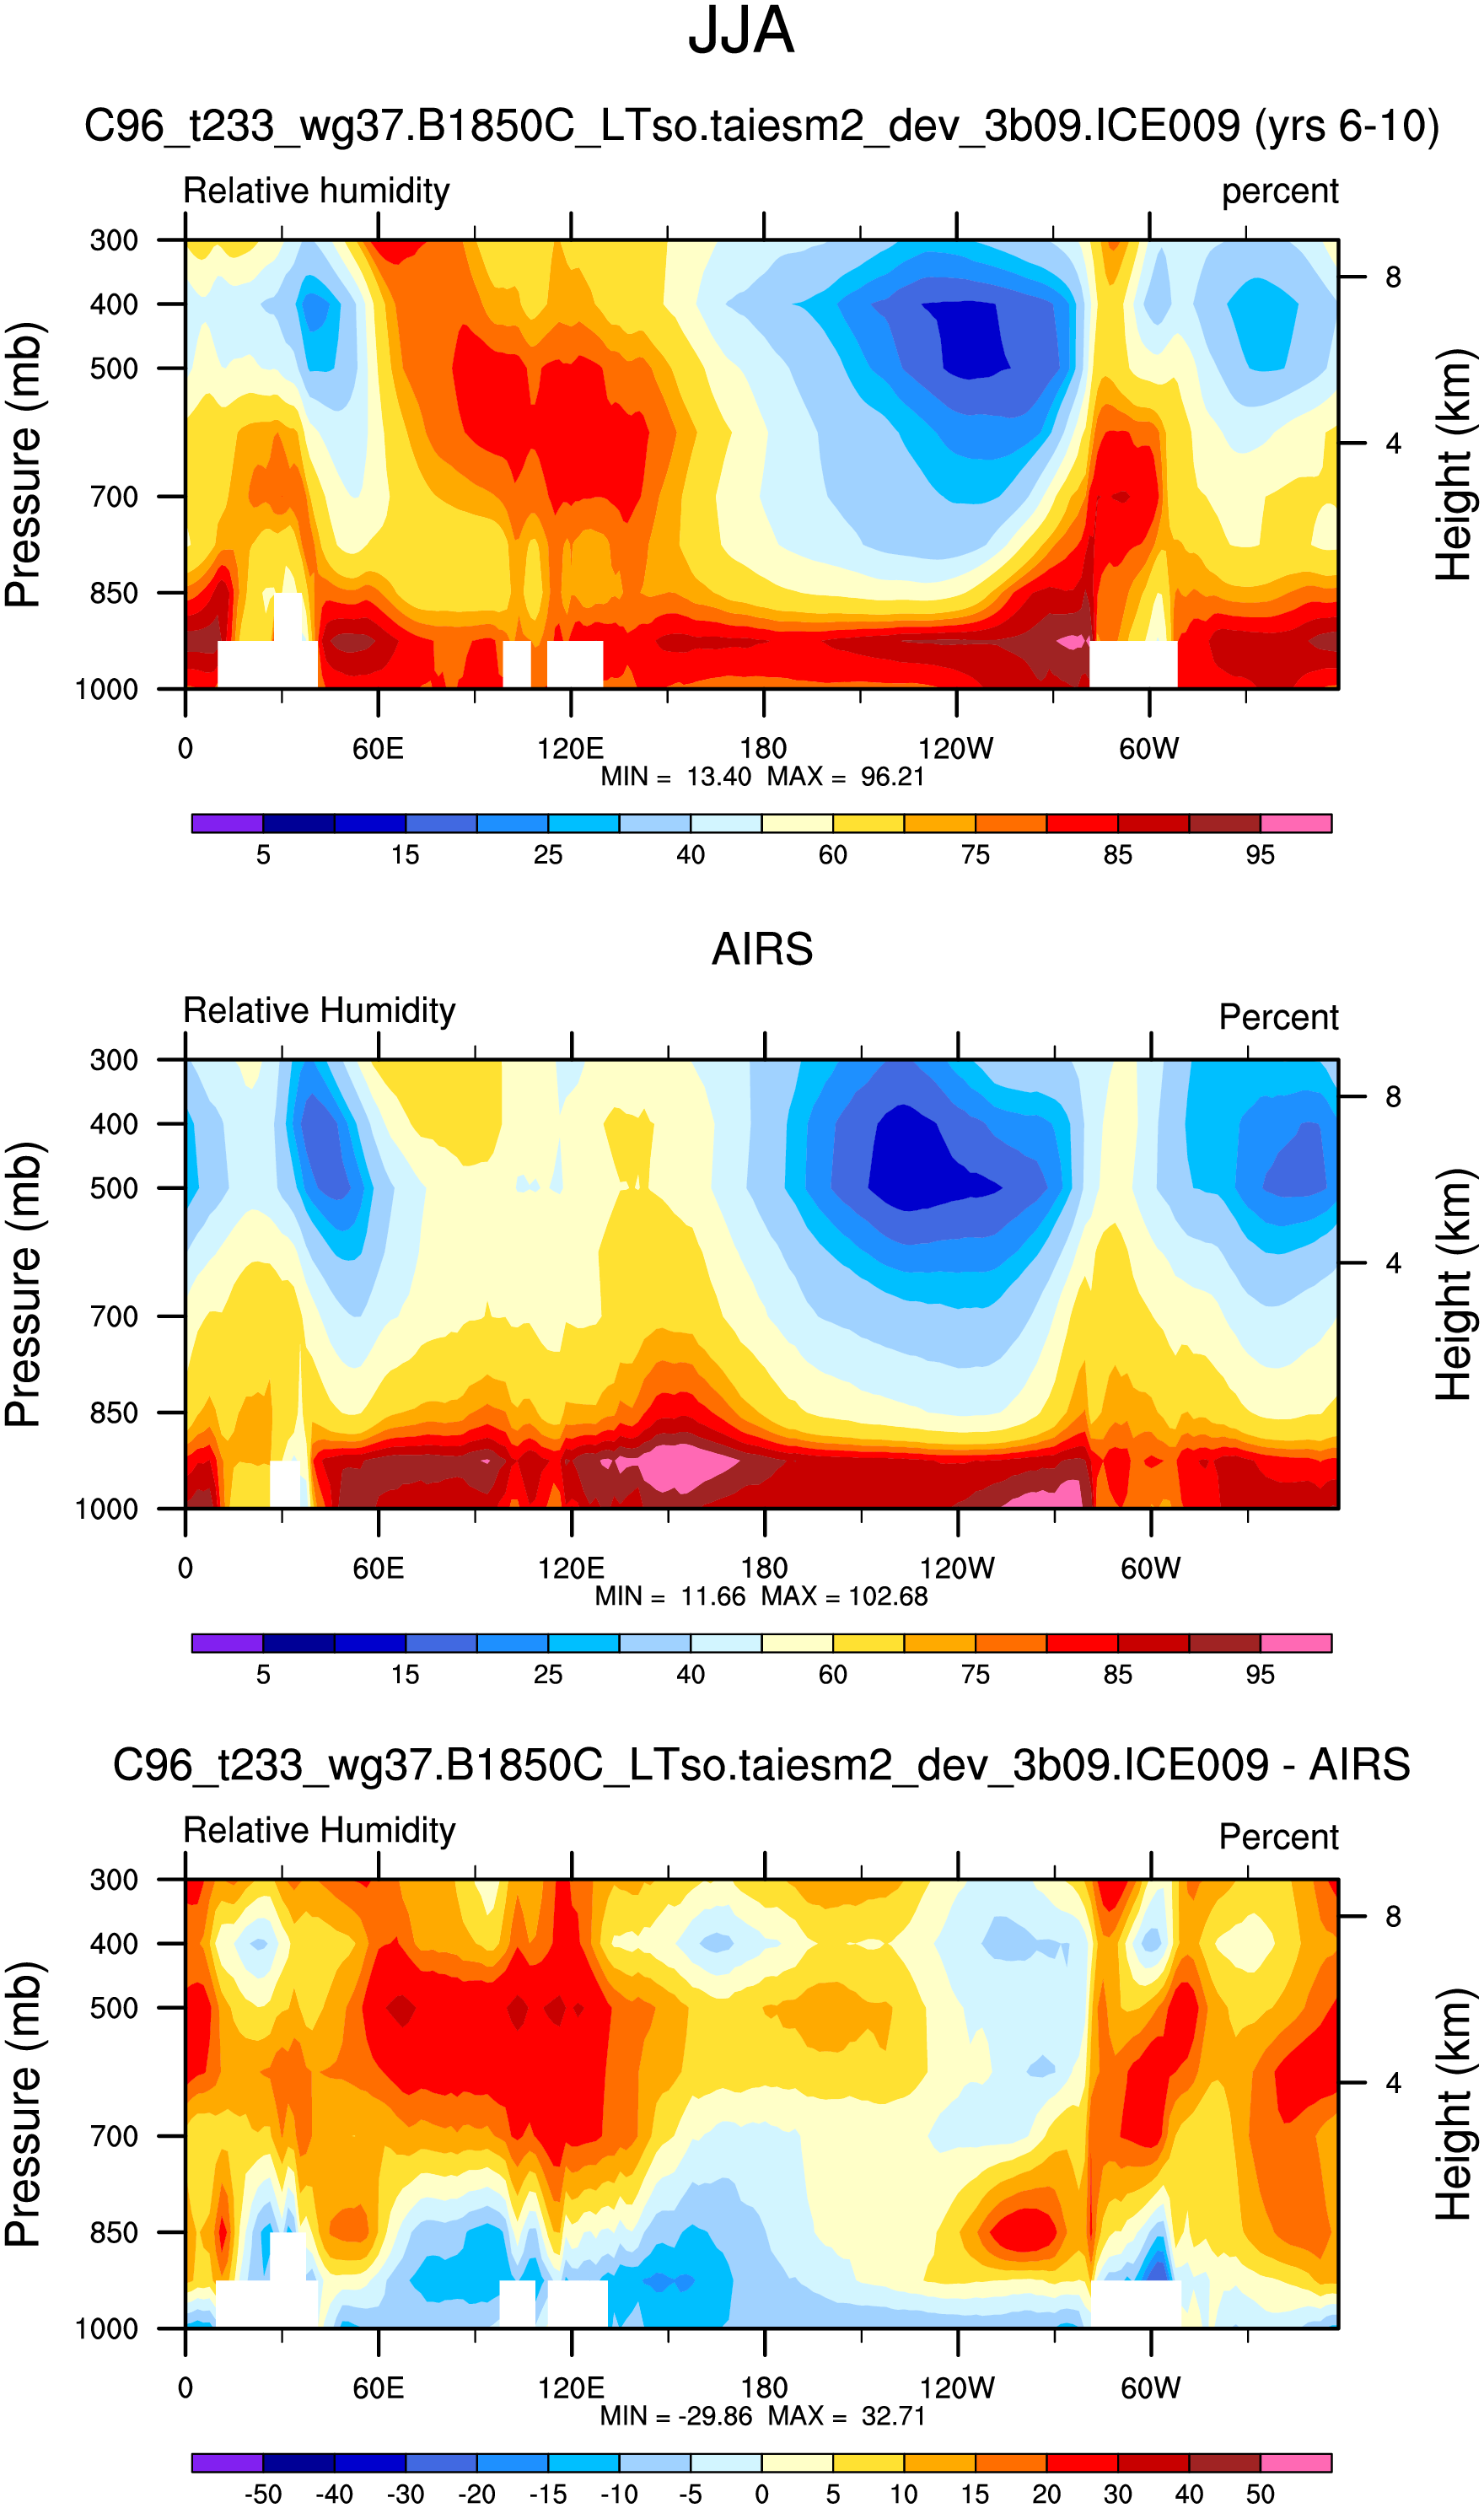 JJA
C96_t233_wg37.B1850C_LTso.taiesm2_dev_3b09.ICE009 (yrs 6-10)
Relative humidity percent
Pressure (mb)
300
400
500
700
850
1000
8
4
Height (km)
0 60E 120E 180 120W 60W
MIN = 13.40 MAX = 96.21
5 15 25 40 60 75 85 95
AIRS
Relative Humidity Percent
Pressure (mb)
300
400
500
700
850
1000
8
4
Height (km)
0 60E 120E 180 120W 60W
MIN = 11.66 MAX = 102.68
5 15 25 40 60 75 85 95
C96_t233_wg37.B1850C_LTso.taiesm2_dev_3b09.ICE009 - AIRS
Relative Humidity Percent
Pressure (mb)
300
400
500
700
850
1000
8
4
Height (km)
0 60E 120E 180 120W 60W
MIN = -29.86 MAX = 32.71
-50 -40 -30 -20 -15 -10 -5 0 5 10 15 20 30 40 50